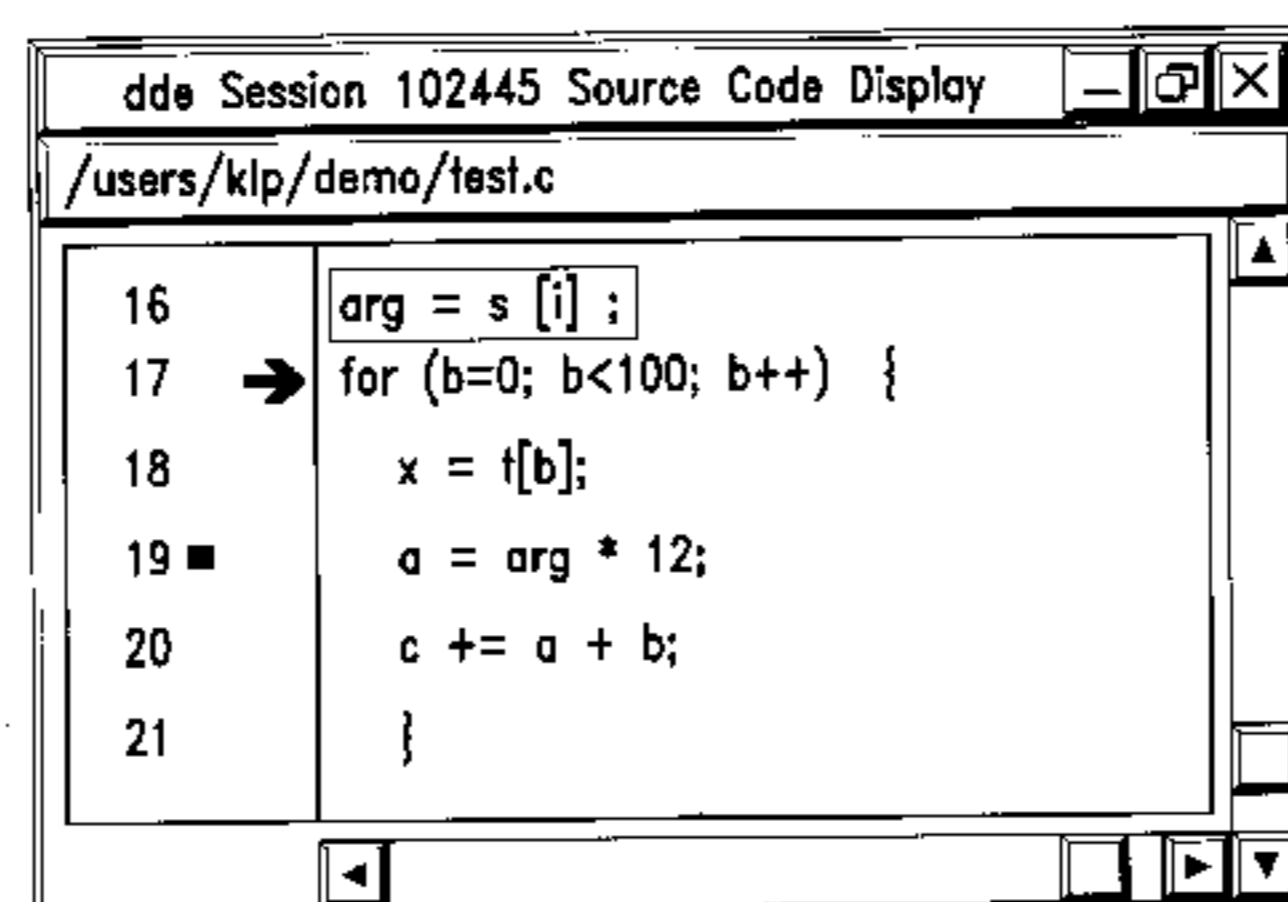 dde Session 102445 Source Code Display
/users/klp/demo/test.c
16 arg = s [i] ;
17 for (b=0; b<100; b++) {
18 x = t[b];
19 a = arg * 12;
20 c += a + b;
21 }